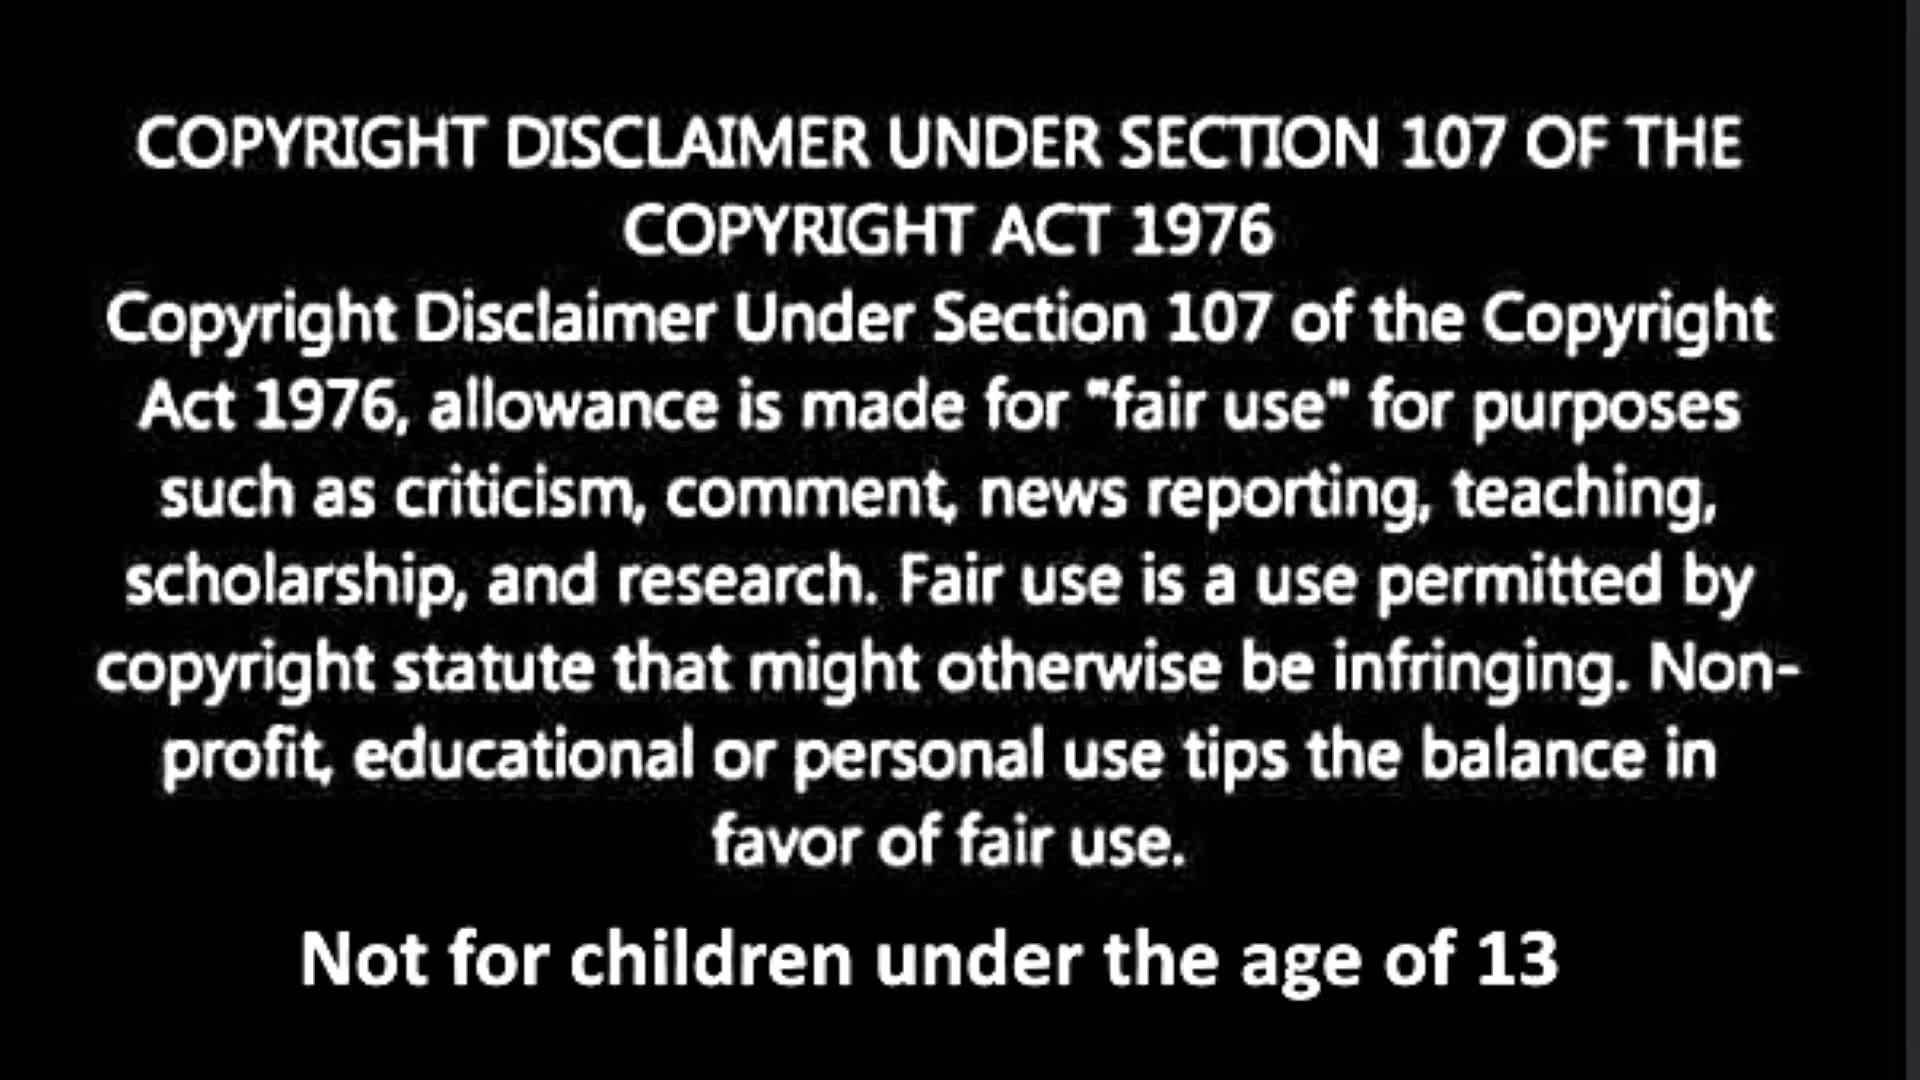 COPYRIGHT DISCLAIMER UNDER SECTION 107 OF THE
COPYRIGHT ACT 1976
Copyright Disclaimer Under Section 107 of the Copyright
Act 1976, allowance is made for "fair use" for purposes
such as criticism, comment, news reporting, teaching,
scholarship, and research. Fair use is a use permitted by
copyright statute that might otherwise be infringing. Non-
profit, educational or personal use tips the balance in
favor of fair use.
Not for children under the age of 13